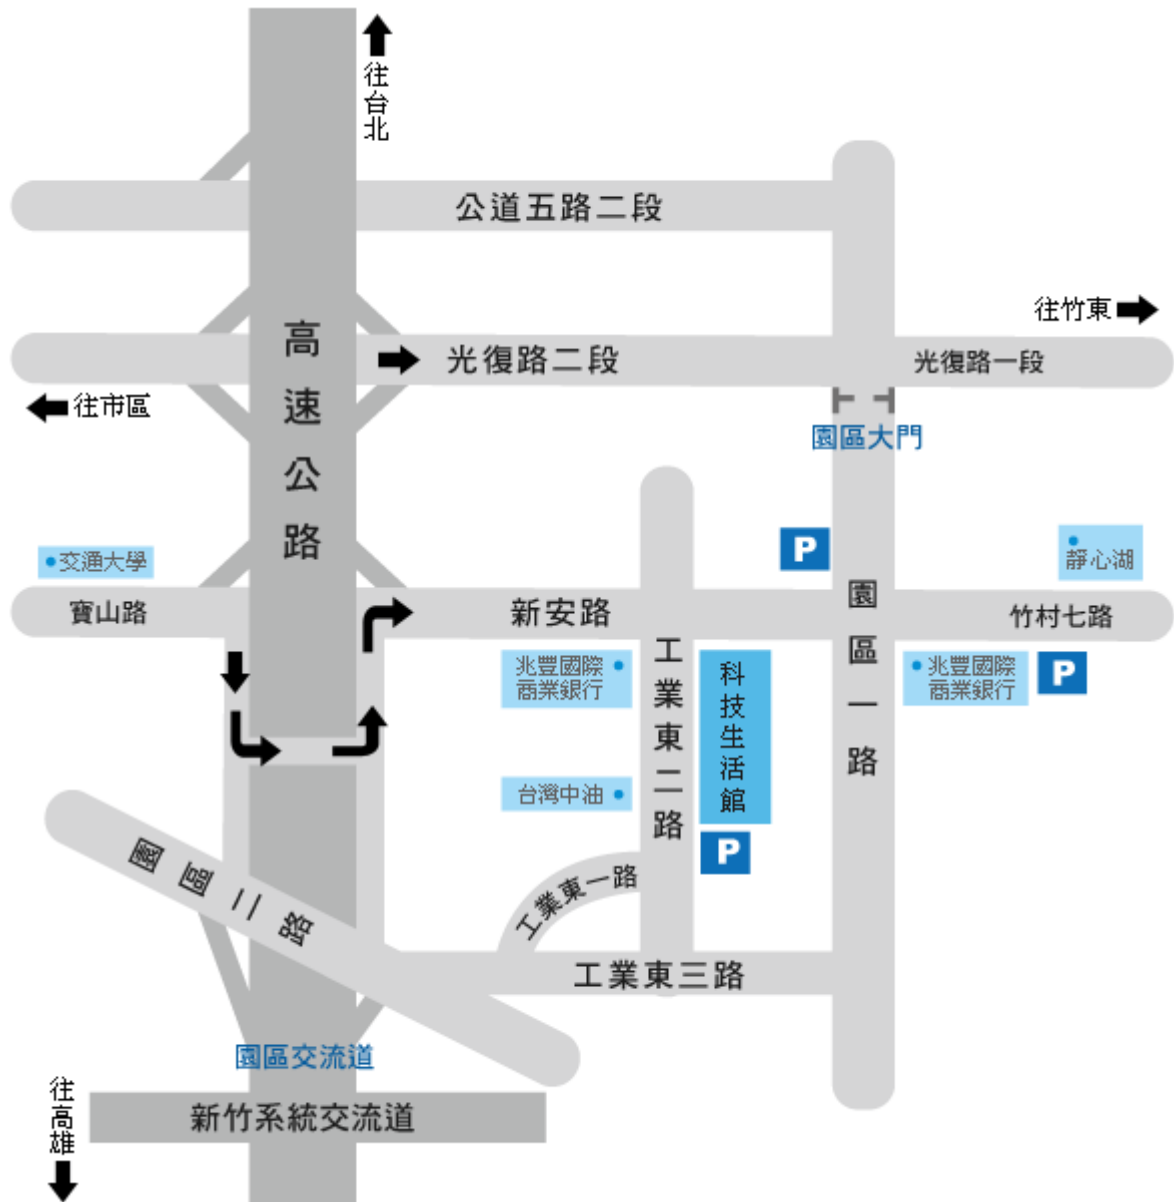 往台北
公道五路二段
往竹東
高速公路
光復路二段
光復路一段
往市區
園區大門
P
交通大學
靜心湖
寶山路
新安路
園區一路
竹村七路
兆豐國際
商業銀行
工業東二路
科技生活館
兆豐國際
商業銀行
P
台灣中油
P
園區二路
工業東一路
工業東三路
園區交流道
往高雄
新竹系統交流道